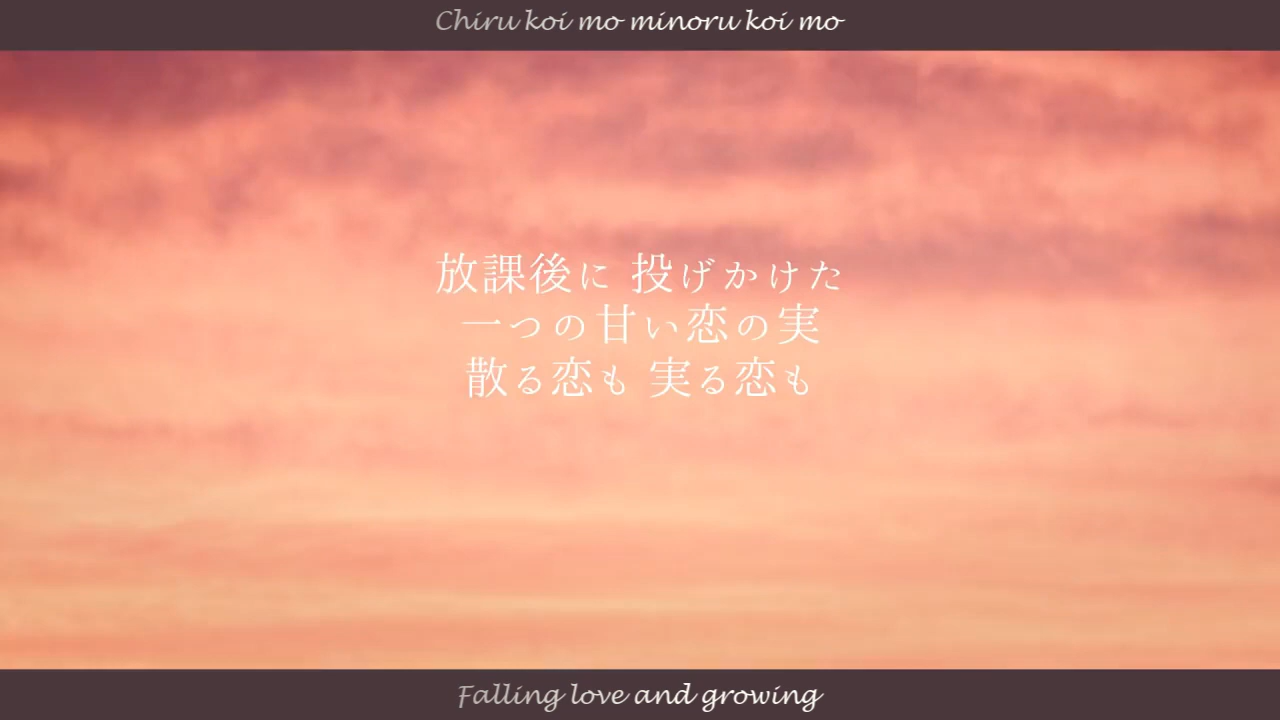 Chiru koi mo minoru koi mo
放課後に 投げかけた
一つの甘い恋の実
散る恋も 実る恋も
Falling love and growing